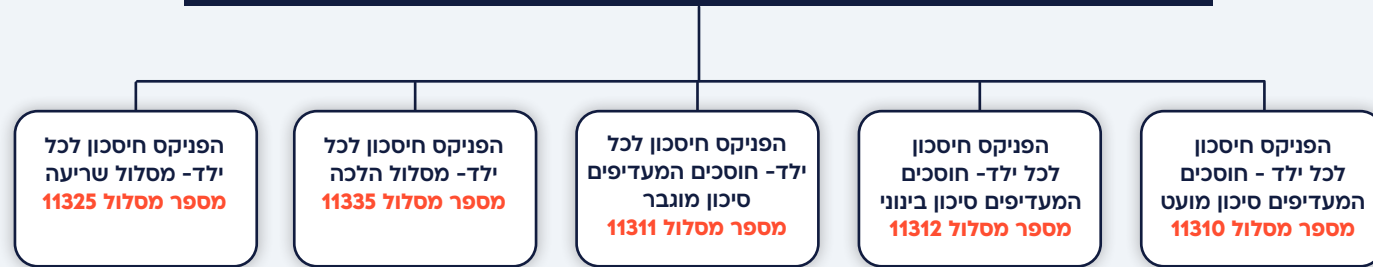 הפניקס חיסכון
לכל ילד - חוסכים
המעדיפים סיכון מועט
מספר מסלול 11310
הפניקס חיסכון
לכל ילד- חוסכים
המעדיפים סיכון בינוני
מספר מסלול 11312
הפניקס חיסכון לכל
ילד- חוסכים המעדיפים
סיכון מוגבר
מספר מסלול 11311
הפניקס חיסכון לכל
ילד- מסלול הלכה
מספר מסלול 11335
הפניקס חיסכון לכל
ילד- מסלול שריעה
מספר מסלול 11325